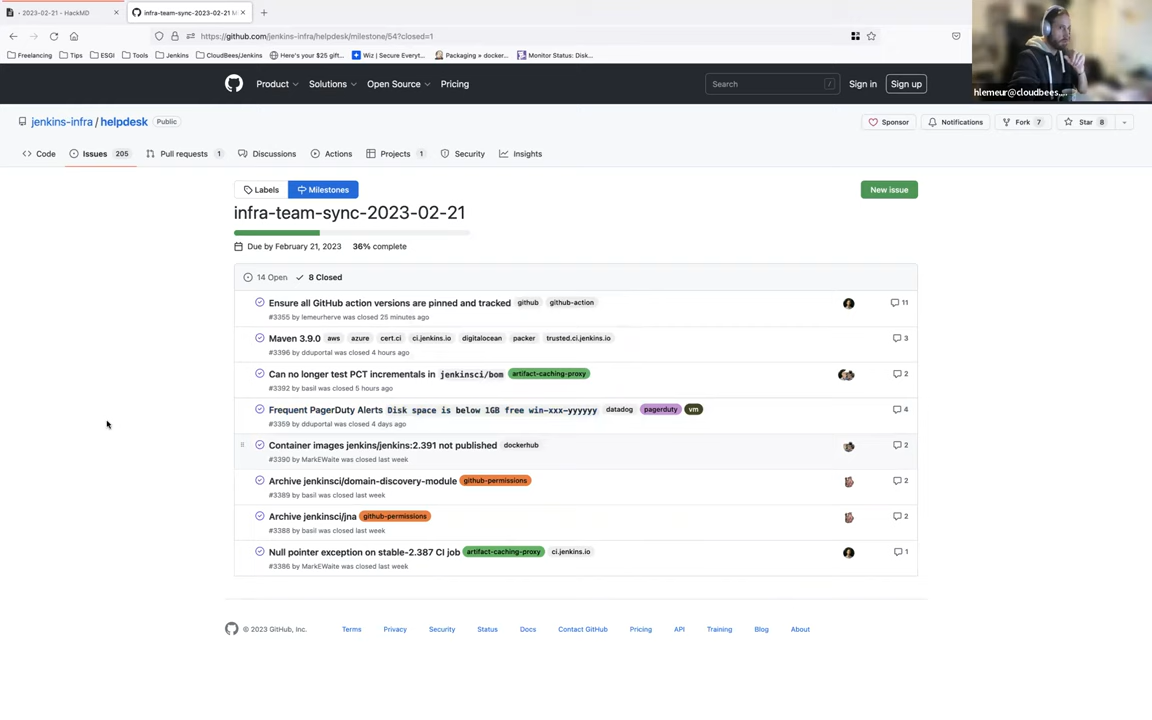 - 2023-02-21 - HackMD
infra-team-sync-2023-02-21 M
https://github.com/jenkins-infra/helpdesk/milestone/54?closed=1
Freelancing Tips ESGI Tools Jenkins CloudBees/Jenkins Here's your $25 gift... Wiz | Secure Everyt... Packaging » docker... Monitor Status: Disk...
hlemeur@cloudbees....
Product Solutions Open Source Pricing Search / Sign in Sign up
jenkins-infra / helpdesk Public Sponsor Notifications Fork 7 Star 8
Code Issues 205 Pull requests 1 Discussions Actions Projects 1 Security Insights
Labels Milestones New issue
infra-team-sync-2023-02-21
Due by February 21, 2023 36% complete
14 Open 8 Closed
Ensure all GitHub action versions are pinned and tracked github github-action 11
#3355 by lemeurherve was closed 25 minutes ago
Maven 3.9.0 aws azure cert.ci ci.jenkins.io digitalocean packer trusted.ci.jenkins.io 3
#3396 by dduportal was closed 4 hours ago
Can no longer test PCT incrementals in jenkinsci/bom artifact-caching-proxy 2
#3392 by basil was closed 5 hours ago
Frequent PagerDuty Alerts Disk space is below 1GB free win-xxx-yyyyyy datadog pagerduty vm 4
#3359 by dduportal was closed 4 days ago
Container images jenkins/jenkins:2.391 not published dockerhub 2
#3390 by MarkEWaite was closed last week
Archive jenkinsci/domain-discovery-module github-permissions 2
#3389 by basil was closed last week
Archive jenkinsci/jna github-permissions 2
#3388 by basil was closed last week
Null pointer exception on stable-2.387 CI job artifact-caching-proxy ci.jenkins.io 1
#3386 by MarkEWaite was closed last week
© 2023 GitHub, Inc. Terms Privacy Security Status Docs Contact GitHub Pricing API Training Blog About